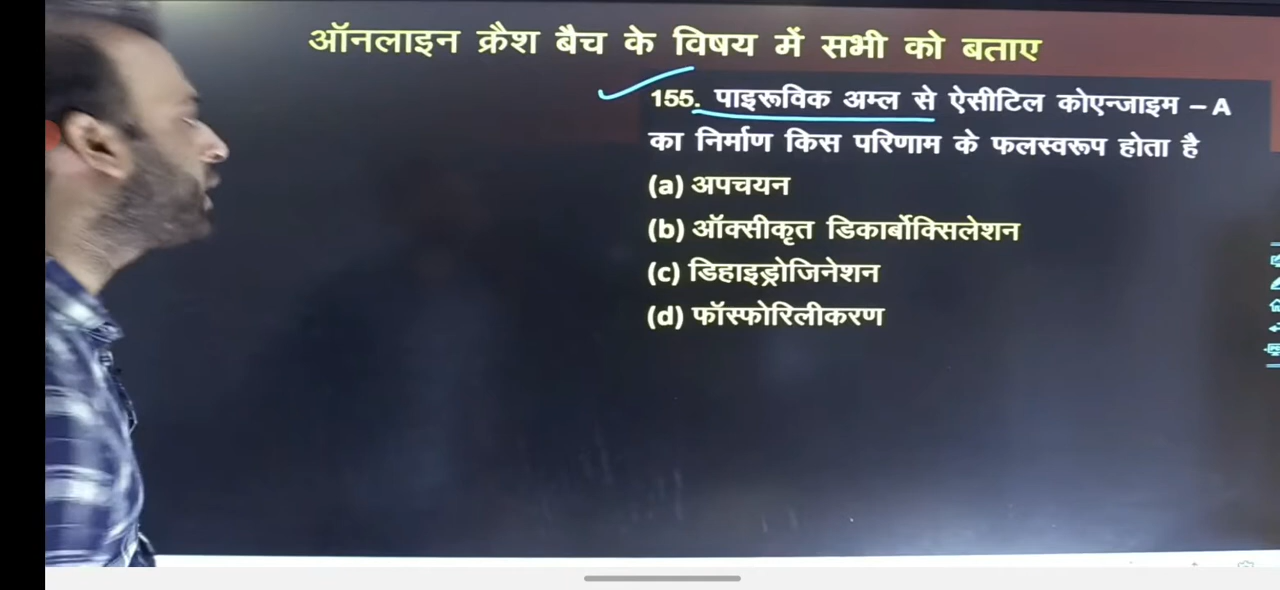 ऑनलाइन क्रैश बैच के विषय में सभी को बताए
155. पाइरूविक अम्ल से ऐसीटिल कोएन्जाइम – A
का निर्माण किस परिणाम के फलस्वरूप होता है
(a) अपचयन
(b) ऑक्सीकृत डिकार्बोक्सिलेशन
(c) डिहाइड्रोजिनेशन
(d) फॉस्फोरिलीकरण